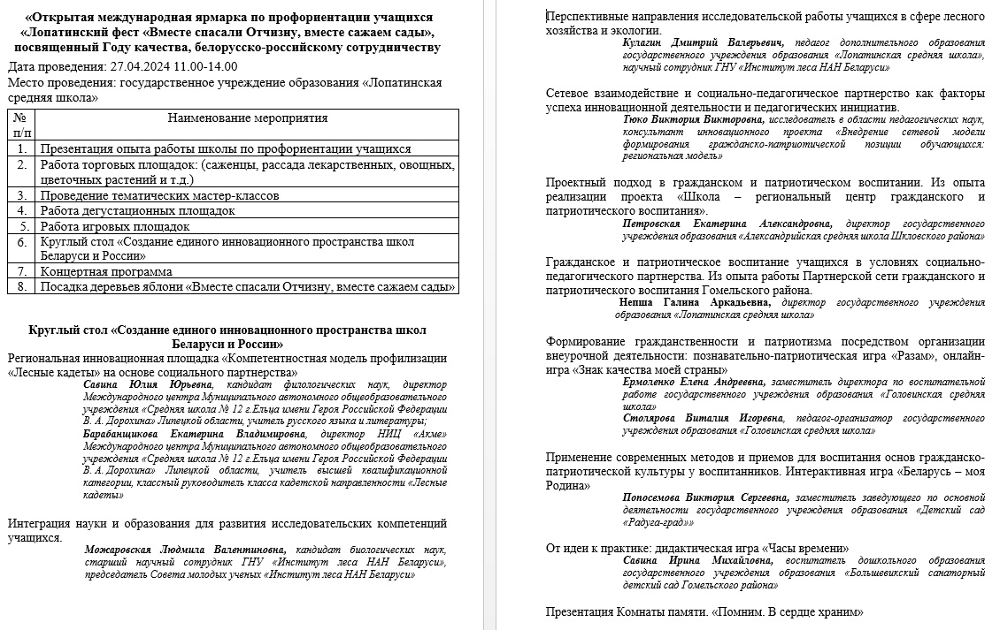 «Открытая международная ярмарка по профориентации учащихся
«Лопатинский фест «Вместе спасали Отчизну, вместе сажаем сады»,
посвященный Году качества, белорусско-российскому сотрудничеству
Дата проведения: 27.04.2024 11.00-14.00
Место проведения: государственное учреждение образования «Лопатинская
средняя школа»
№ п/п Наименование мероприятия
1. Презентация опыта работы школы по профориентации учащихся
2. Работа торговых площадок: (саженцы, рассада лекарственных, овощных,
цветочных растений и т.д.)
3. Проведение тематических мастер-классов
4. Работа дегустационных площадок
5. Работа игровых площадок
6. Круглый стол «Создание единого инновационного пространства школ
Беларуси и России»
7. Концертная программа
8. Посадка деревьев яблони «Вместе спасали Отчизну, вместе сажаем сады»
Круглый стол «Создание единого инновационного пространства школ
Беларуси и России»
Региональная инновационная площадка «Компетентностная модель профилизации
«Лесные кадеты» на основе социального партнерства»
Савина Юлия Юрьевна, кандидат филологических наук, директор
Международного центра Муниципального автономного общеобразовательного
учреждения «Средняя школа № 12 г.Ельца имени Героя Российской Федерации
В. А. Дорохина» Липецкой области, учитель русского языка и литературы;
Барабанщикова Екатерина Владимировна, директор НИЦ «Акме»
Международного центра Муниципального автономного общеобразовательного
учреждения «Средняя школа № 12 г.Ельца имени Героя Российской Федерации
В. А. Дорохина» Липецкой области, учитель высшей квалификационной
категории, классный руководитель класса кадетской направленности «Лесные
кадеты»
Интеграция науки и образования для развития исследовательских компетенций
учащихся.
Можаровская Людмила Валентиновна, кандидат биологических наук,
старший научный сотрудник ГНУ «Институт леса НАН Беларуси»,
председатель Совета молодых ученых «Институт леса НАН Беларуси»
Перспективные направления исследовательской работы учащихся в сфере лесного
хозяйства и экологии.
Кулагин Дмитрий Валерьевич, педагог дополнительного образования
государственного учреждения образования «Лопатинская средняя школа»,
научный сотрудник ГНУ «Институт леса НАН Беларуси»
Сетевое взаимодействие и социально-педагогическое партнерство как факторы
успеха инновационной деятельности и педагогических инициатив.
Тюко Виктория Викторовна, исследователь в области педагогических наук,
консультант инновационного проекта «Внедрение сетевой модели
формирования гражданско-патриотической позиции обучающихся:
региональная модель»
Проектный подход в гражданском и патриотическом воспитании. Из опыта
реализации проекта «Школа – региональный центр гражданского и
патриотического воспитания».
Петровская Екатерина Александровна, директор государственного
учреждения образования «Александрийская средняя школа Шкловского района»
Гражданское и патриотическое воспитание учащихся в условиях социально-
педагогического партнерства. Из опыта работы Партнерской сети гражданского и
патриотического воспитания Гомельского района.
Непша Галина Аркадьевна, директор государственного учреждения
образования «Лопатинская средняя школа»
Формирование гражданственности и патриотизма посредством организации
внеурочной деятельности: познавательно-патриотическая игра «Разам», онлайн-
игра «Знак качества моей страны»
Ермоленко Елена Андреевна, заместитель директора по воспитательной
работе государственного учреждения образования «Головинская средняя
школа»
Столярова Виталия Игоревна, педагог-организатор государственного
учреждения образования «Головинская средняя школа»
Применение современных методов и приемов для воспитания основ гражданско-
патриотической культуры у воспитанников. Интерактивная игра «Беларусь – моя
Родина»
Попосемова Виктория Сергеевна, заместитель заведующего по основной
деятельности государственного учреждения образования «Детский сад
«Радуга-град»»
От идеи к практике: дидактическая игра «Часы времени»
Савина Ирина Михайловна, воспитатель дошкольного образования
государственного учреждения образования «Большевикский санаторный
детский сад Гомельского района»
Презентация Комнаты памяти. «Помним. В сердце храним»